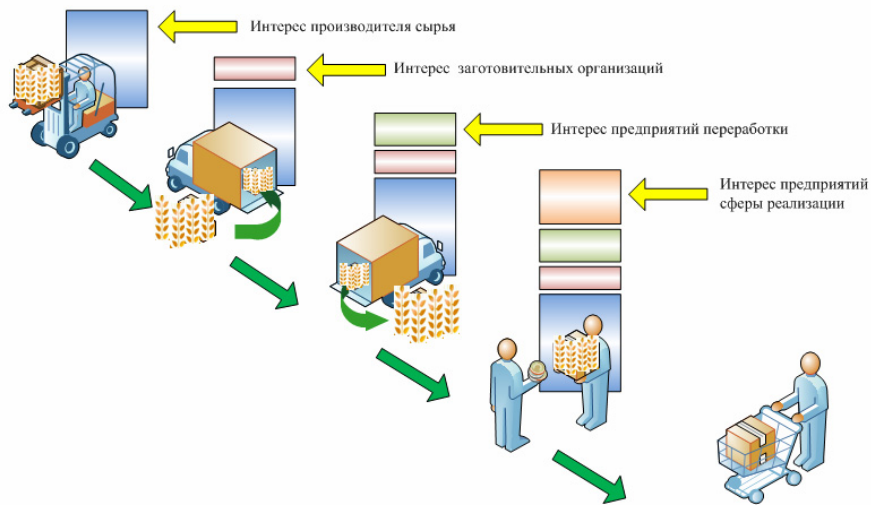 Интерес производителя сырья
Интерес заготовительных организаций
Интерес предприятий переработки
Интерес предприятий
сферы реализации